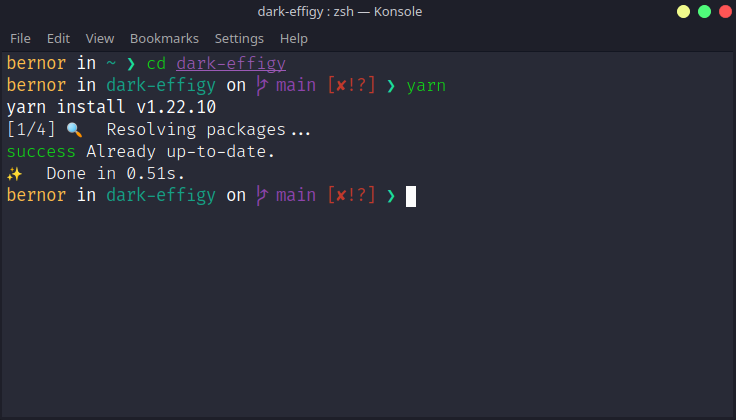 dark-effigy : zsh — Konsole
File Edit View Bookmarks Settings Help
bernor in ~ ❯ cd dark-effigy
bernor in dark-effigy on  main [✘!?] ❯ yarn
yarn install v1.22.10
[1/4] 🔍 Resolving packages...
success Already up-to-date.
✨ Done in 0.51s.
bernor in dark-effigy on  main [✘!?] ❯